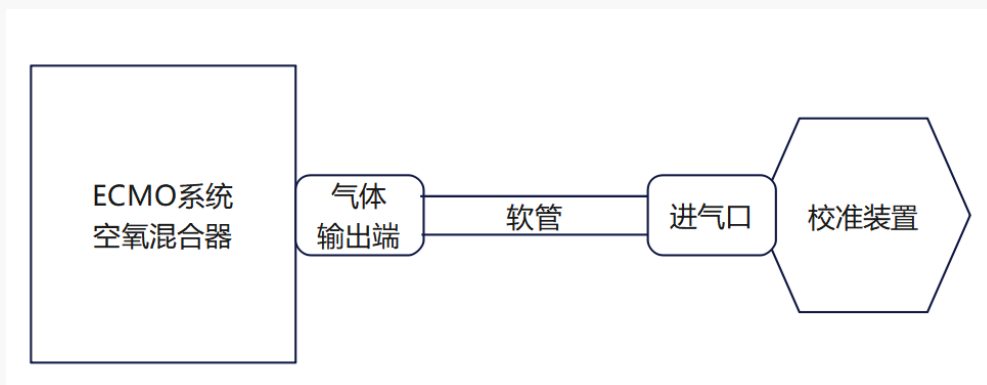 ECMO系统
空氧混合器
气体
输出端
软管
进气口
校准装置